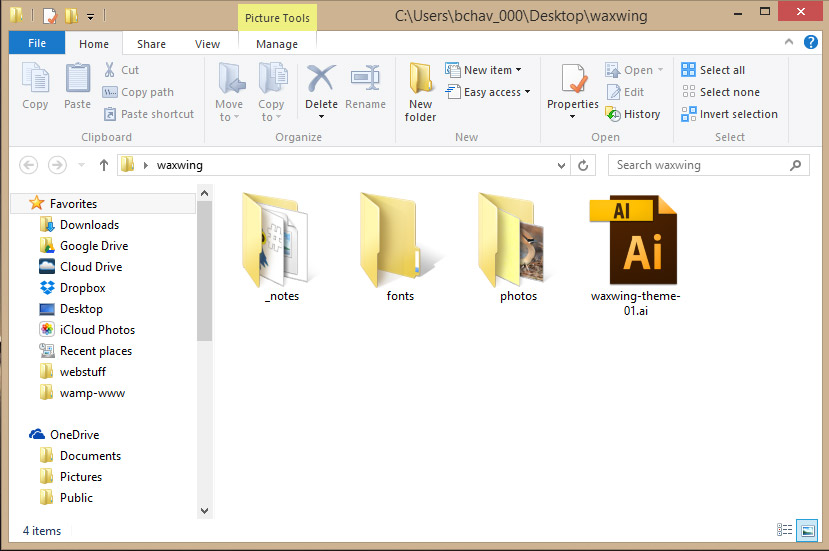 Picture Tools
C:\Users\bchav_000\Desktop\waxwing
File Home Share View Manage
Copy
Paste
Cut
Copy path
Paste shortcut
Clipboard
Move to
Copy to
Delete
Rename
Organize
New folder
New item
Easy access
New
Properties
Open
Edit
History
Open
Select all
Select none
Invert selection
Select
waxwing
Search waxwing
Favorites
Downloads
Google Drive
Cloud Drive
Dropbox
Desktop
iCloud Photos
Recent places
webstuff
wamp-www
OneDrive
Documents
Pictures
Public
_notes
fonts
photos
AI
Ai
waxwing-theme-
01.ai
4 items